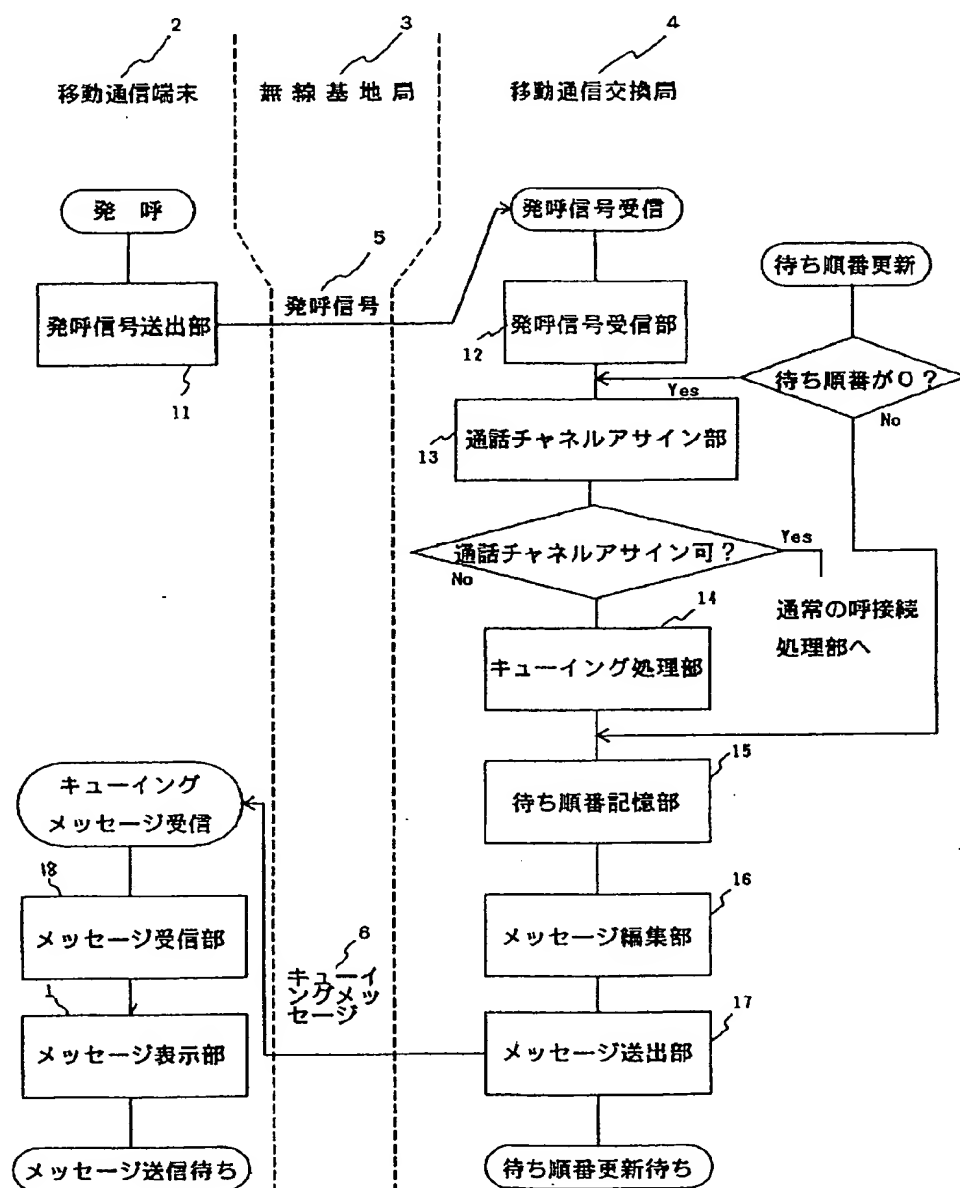 2
3
4
移動通信端末
無線基地局
移動通信交換局
発 呼
発呼信号受信
5
待ち順番更新
発呼信号送出部
発呼信号
発呼信号受信部
12
11
待ち順番が0?
Yes
No
通話チャネルアサイン部
13
通話チャネルアサイン可?
Yes
No
通常の呼接続
処理部へ
14
キューイング処理部
15
待ち順番記憶部
キューイング
メッセージ受信
18
メッセージ受信部
16
メッセージ編集部
6
キューイ
ングメッ
セージ
17
メッセージ送出部
1
メッセージ表示部
メッセージ送信待ち
待ち順番更新待ち